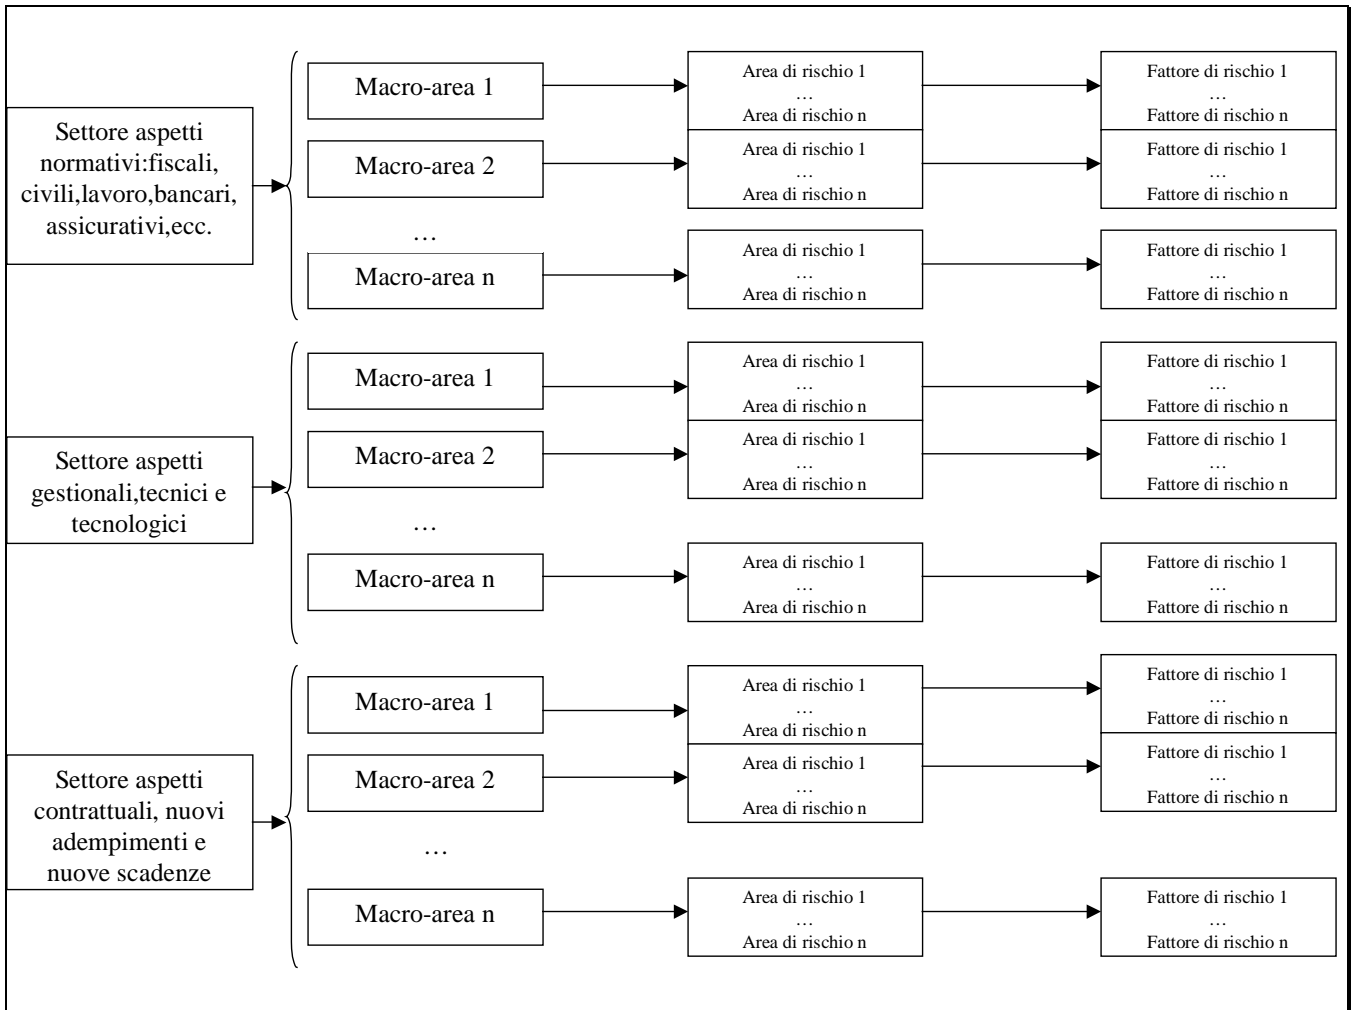 Settore aspetti
normativi:fiscali,
civili,lavoro,bancari,
assicurativi,ecc.
Macro-area 1
Area di rischio 1
…
Area di rischio n
Fattore di rischio 1
…
Fattore di rischio n
Macro-area 2
Area di rischio 1
…
Area di rischio n
Fattore di rischio 1
…
Fattore di rischio n
…
Macro-area n
Area di rischio 1
…
Area di rischio n
Fattore di rischio 1
…
Fattore di rischio n
Settore aspetti
gestionali,tecnici e
tecnologici
Macro-area 1
Area di rischio 1
…
Area di rischio n
Fattore di rischio 1
…
Fattore di rischio n
Macro-area 2
Area di rischio 1
…
Area di rischio n
Fattore di rischio 1
…
Fattore di rischio n
…
Macro-area n
Area di rischio 1
…
Area di rischio n
Fattore di rischio 1
…
Fattore di rischio n
Settore aspetti
contrattuali, nuovi
adempimenti e
nuove scadenze
Macro-area 1
Area di rischio 1
…
Area di rischio n
Fattore di rischio 1
…
Fattore di rischio n
Macro-area 2
Area di rischio 1
…
Area di rischio n
Fattore di rischio 1
…
Fattore di rischio n
…
Macro-area n
Area di rischio 1
…
Area di rischio n
Fattore di rischio 1
…
Fattore di rischio n